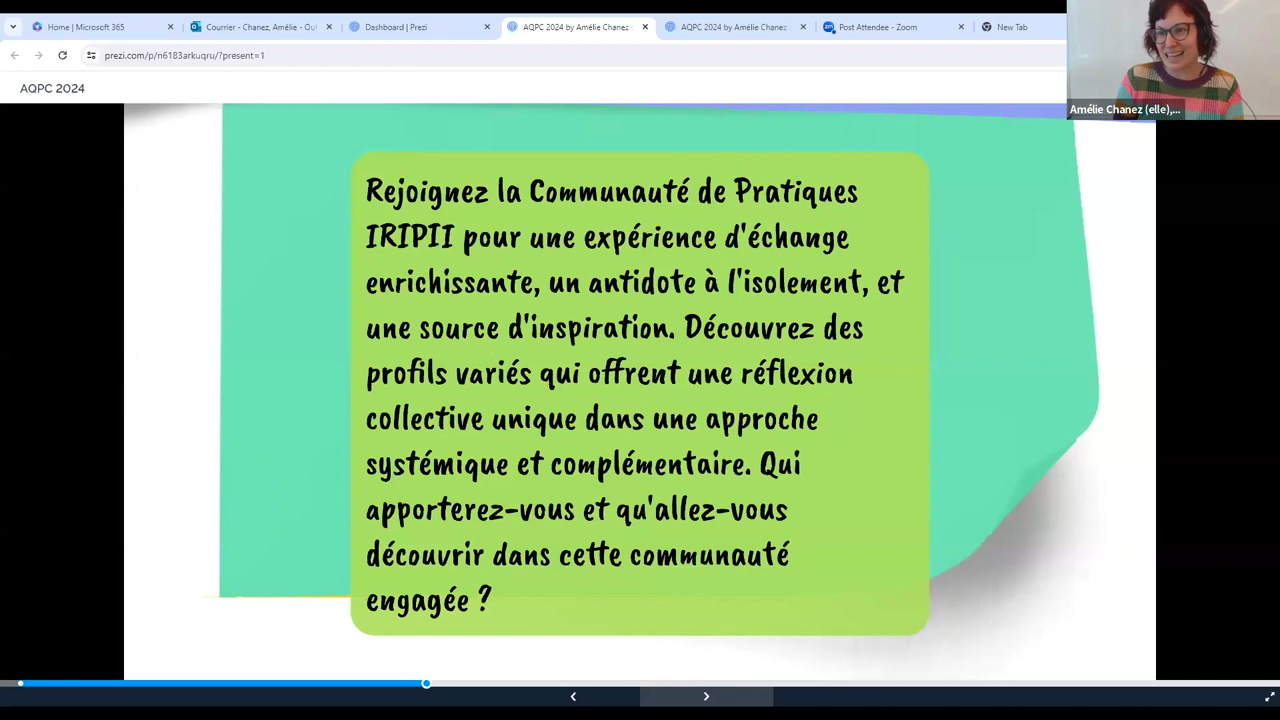 Home | Microsoft 365
Courrier - Chanez, Amélie - Out
Dashboard | Prezi
AQPC 2024 by Amélie Chanez
AQPC 2024 by Amélie Chanez
Post Attendee - Zoom
New Tab
prezi.com/p/n6183arkuqru/?present=1
AQPC 2024
Amélie Chanez (elle),...
Rejoignez la Communauté de Pratiques
IRIPII pour une expérience d'échange
enrichissante, un antidote à l'isolement, et
une source d'inspiration. Découvrez des
profils variés qui offrent une réflexion
collective unique dans une approche
systémique et complémentaire. Qui
apporterez-vous et qu'allez-vous
découvrir dans cette communauté
engagée ?